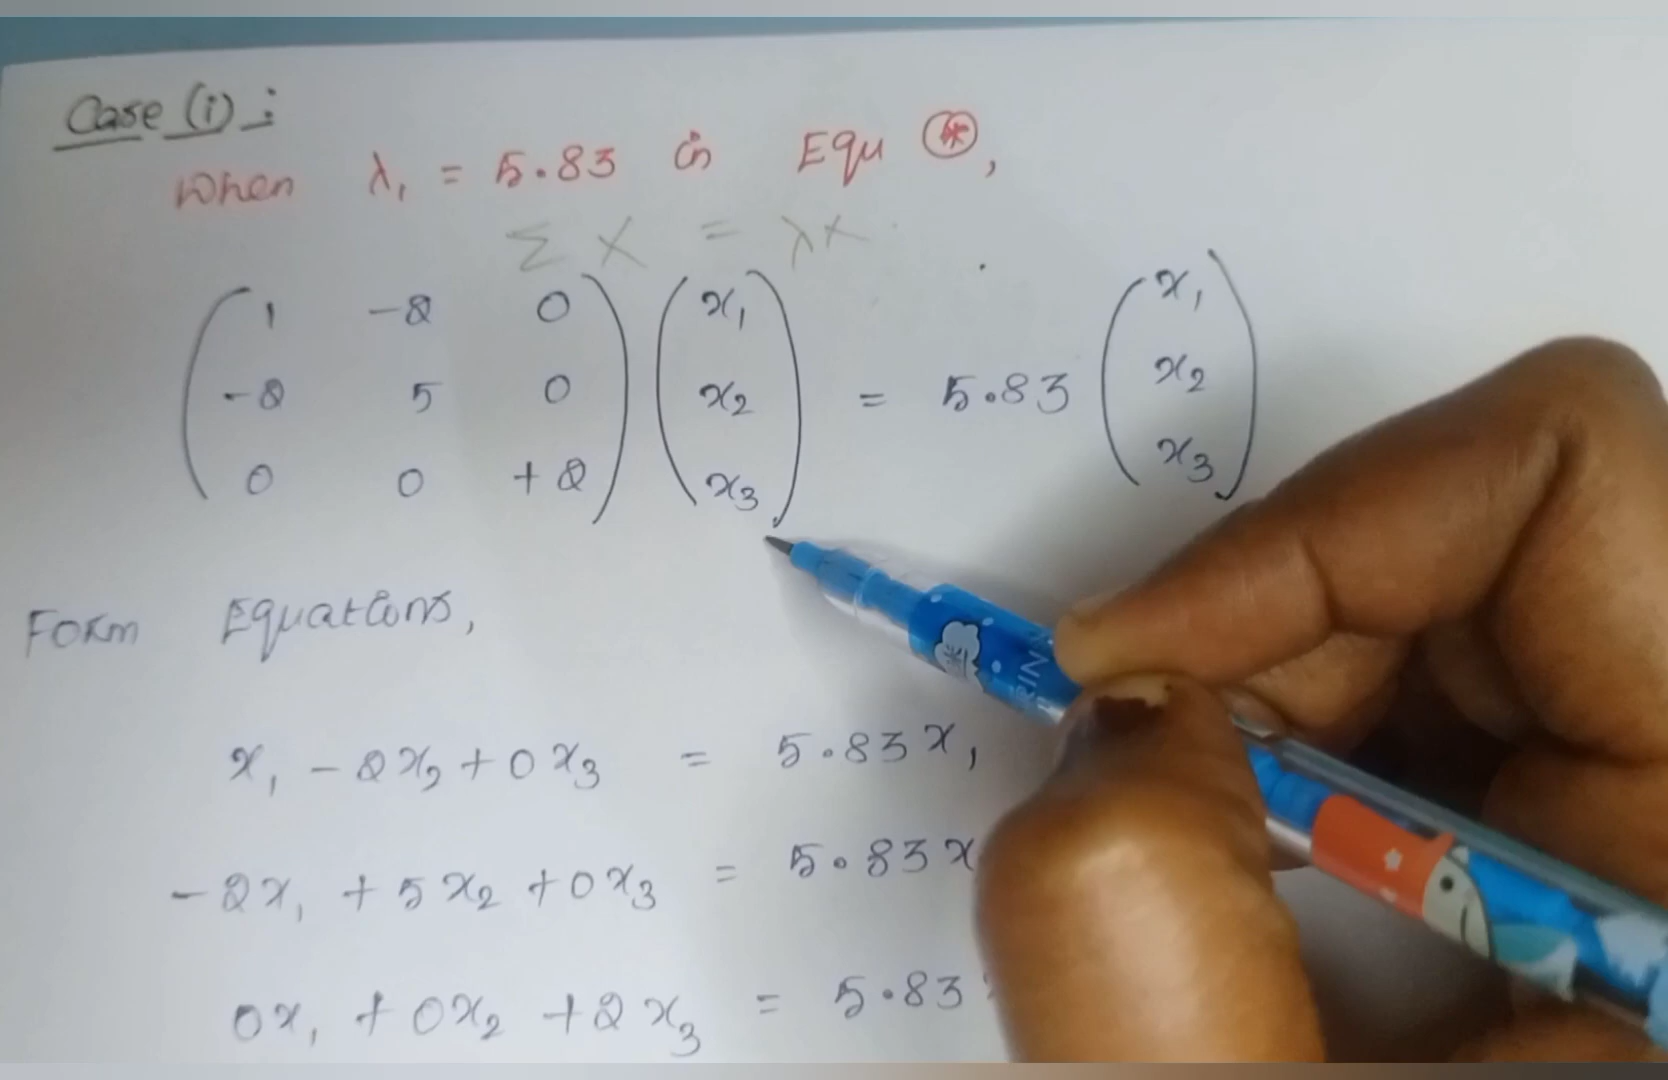 Case (i) :
When λ₁ = 5.83 in Equ ⊛,
Σ X = λX
( 1 -2 0 ) ( x₁ ) ( x₁ )
( -2 5 0 ) ( x₂ ) = 5.83 ( x₂ )
( 0 0 +2 ) ( x₃ ) ( x₃ )
Form Equations,
x₁ - 2x₂ + 0x₃ = 5.83x₁
-2x₁ + 5x₂ + 0x₃ = 5.83x
0x₁ + 0x₂ + 2x₃ = 5.83